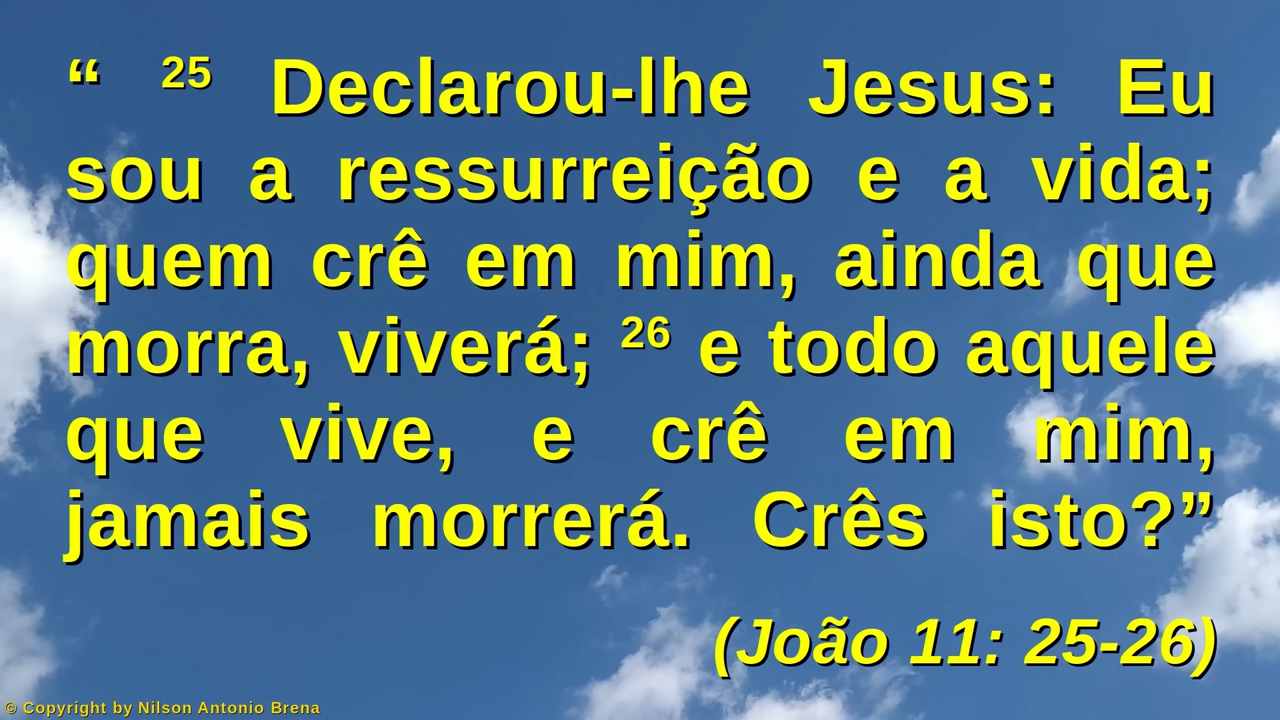 “ 25 Declarou-lhe Jesus: Eu
sou a ressurreição e a vida;
quem crê em mim, ainda que
morra, viverá; 26 e todo aquele
que vive, e crê em mim,
jamais morrerá. Crês isto?”
(João 11: 25-26)
© Copyright by Nilson Antonio Brena